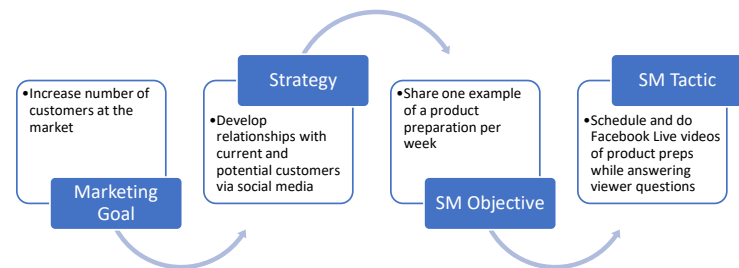 •Increase number of
customers at the
market
Marketing
Goal
Strategy
•Develop
relationships with
current and
potential customers
via social media
•Share one example
of a product
preparation per
week
SM Objective
SM Tactic
•Schedule and do
Facebook Live videos
of product preps
while answering
viewer questions